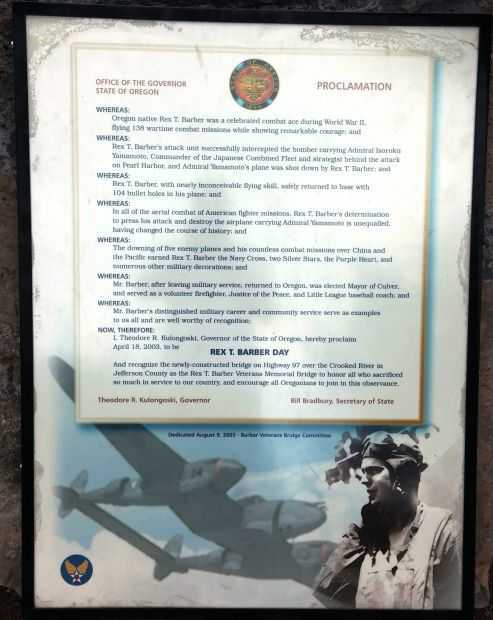 OFFICE OF THE GOVERNOR
STATE OF OREGON
PROCLAMATION
WHEREAS:
Oregon native Rex T. Barber was a celebrated combat ace during World War II,
flying 138 wartime combat missions while showing remarkable courage; and
WHEREAS:
Rex T. Barber's attack unit successfully intercepted the bomber carrying Admiral Isoroku
Yamamoto, Commander of the Japanese Combined Fleet and strategist behind the attack
on Pearl Harbor, and Admiral Yamamoto's plane was shot down by Rex T. Barber; and
WHEREAS:
Rex T. Barber, with nearly inconceivable flying skill, safely returned to base with
104 bullet holes in his plane; and
WHEREAS:
In all of the aerial combat of American fighter missions, Rex T. Barber's determination
to press his attack and destroy the airplane carrying Admiral Yamamoto is unequalled,
having changed the course of history; and
WHEREAS:
The downing of five enemy planes and his countless combat missions over China and
the Pacific earned Rex T. Barber the Navy Cross, two Silver Stars, the Purple Heart, and
numerous other military decorations; and
WHEREAS:
Mr. Barber, after leaving military service, returned to Oregon, was elected Mayor of Culver,
and served as a volunteer firefighter, Justice of the Peace, and Little League baseball coach; and
WHEREAS:
Mr. Barber's distinguished military career and community service serve as examples
to us all and are well worthy of recognition;
NOW, THEREFORE:
I, Theodore R. Kulongoski, Governor of the State of Oregon, hereby proclaim
April 18, 2003, to be
REX T. BARBER DAY
And recognize the newly-constructed bridge on Highway 97 over the Crooked River in
Jefferson County as the Rex T. Barber Veterans Memorial Bridge to honor all who sacrificed
so much in service to our country, and encourage all Oregonians to join in this observance.
Theodore R. Kulongoski, Governor
Bill Bradbury, Secretary of State
Dedicated August 9, 2003 - Barber Veterans Bridge Committee